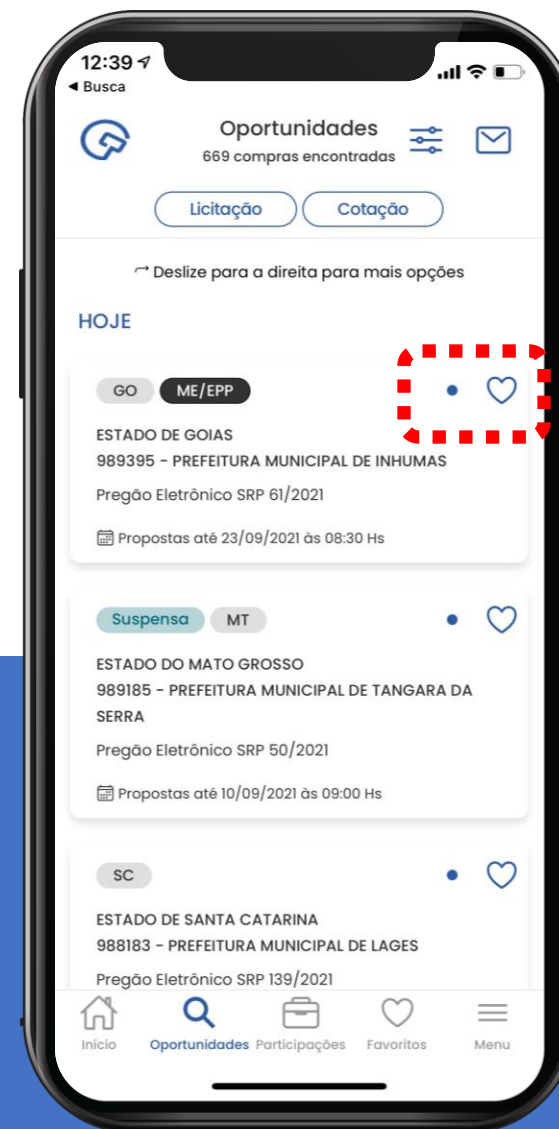 12:39
◀ Busca
Oportunidades
669 compras encontradas
Licitação
Cotação
Deslize para a direita para mais opções
HOJE
GO
ME/EPP
ESTADO DE GOIAS
989395 - PREFEITURA MUNICIPAL DE INHUMAS
Pregão Eletrônico SRP 61/2021
Propostas até 23/09/2021 às 08:30 Hs
Suspensa
MT
ESTADO DO MATO GROSSO
989185 - PREFEITURA MUNICIPAL DE TANGARA DA
SERRA
Pregão Eletrônico SRP 50/2021
Propostas até 10/09/2021 às 09:00 Hs
SC
ESTADO DE SANTA CATARINA
988183 - PREFEITURA MUNICIPAL DE LAGES
Pregão Eletrônico SRP 139/2021
Início
Oportunidades
Participações
Favoritos
Menu